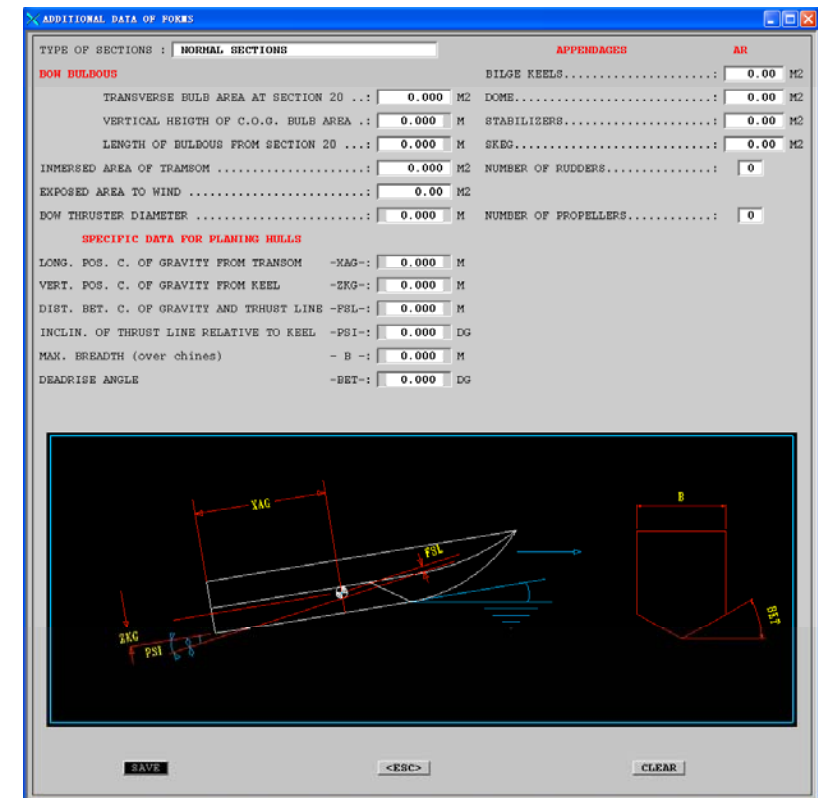 ADDITIONAL DATA OF FORMS
TYPE OF SECTIONS : NORMAL SECTIONS
APPENDAGES AR
BOW BULBOUS
BILGE KEELS......................: 0.00 M2
TRANSVERSE BULB AREA AT SECTION 20 ..: 0.000 M2
DOME.............................: 0.00 M2
VERTICAL HEIGTH OF C.O.G. BULB AREA .: 0.000 M
STABILIZERS......................: 0.00 M2
LENGTH OF BULBOUS FROM SECTION 20 ...: 0.000 M
SKEG.............................: 0.00 M2
INMERSED AREA OF TRAMSOM ......................: 0.000 M2
NUMBER OF RUDDERS...............: 0
EXPOSED AREA TO WIND ..........................: 0.00 M2
BOW THRUSTER DIAMETER .........................: 0.000 M
NUMBER OF PROPELLERS............: 0
SPECIFIC DATA FOR PLANING HULLS
LONG. POS. C. OF GRAVITY FROM TRANSOM -XAG-: 0.000 M
VERT. POS. C. OF GRAVITY FROM KEEL -ZKG-: 0.000 M
DIST. BET. C. OF GRAVITY AND TRHUST LINE -FSL-: 0.000 M
INCLIN. OF THRUST LINE RELATIVE TO KEEL -PSI-: 0.000 DG
MAX. BREADTH (over chines) - B -: 0.000 M
DEADRISE ANGLE -BET-: 0.000 DG
XAG
B
FSL
BET
ZKG
PSI
SAVE
<ESC>
CLEAR